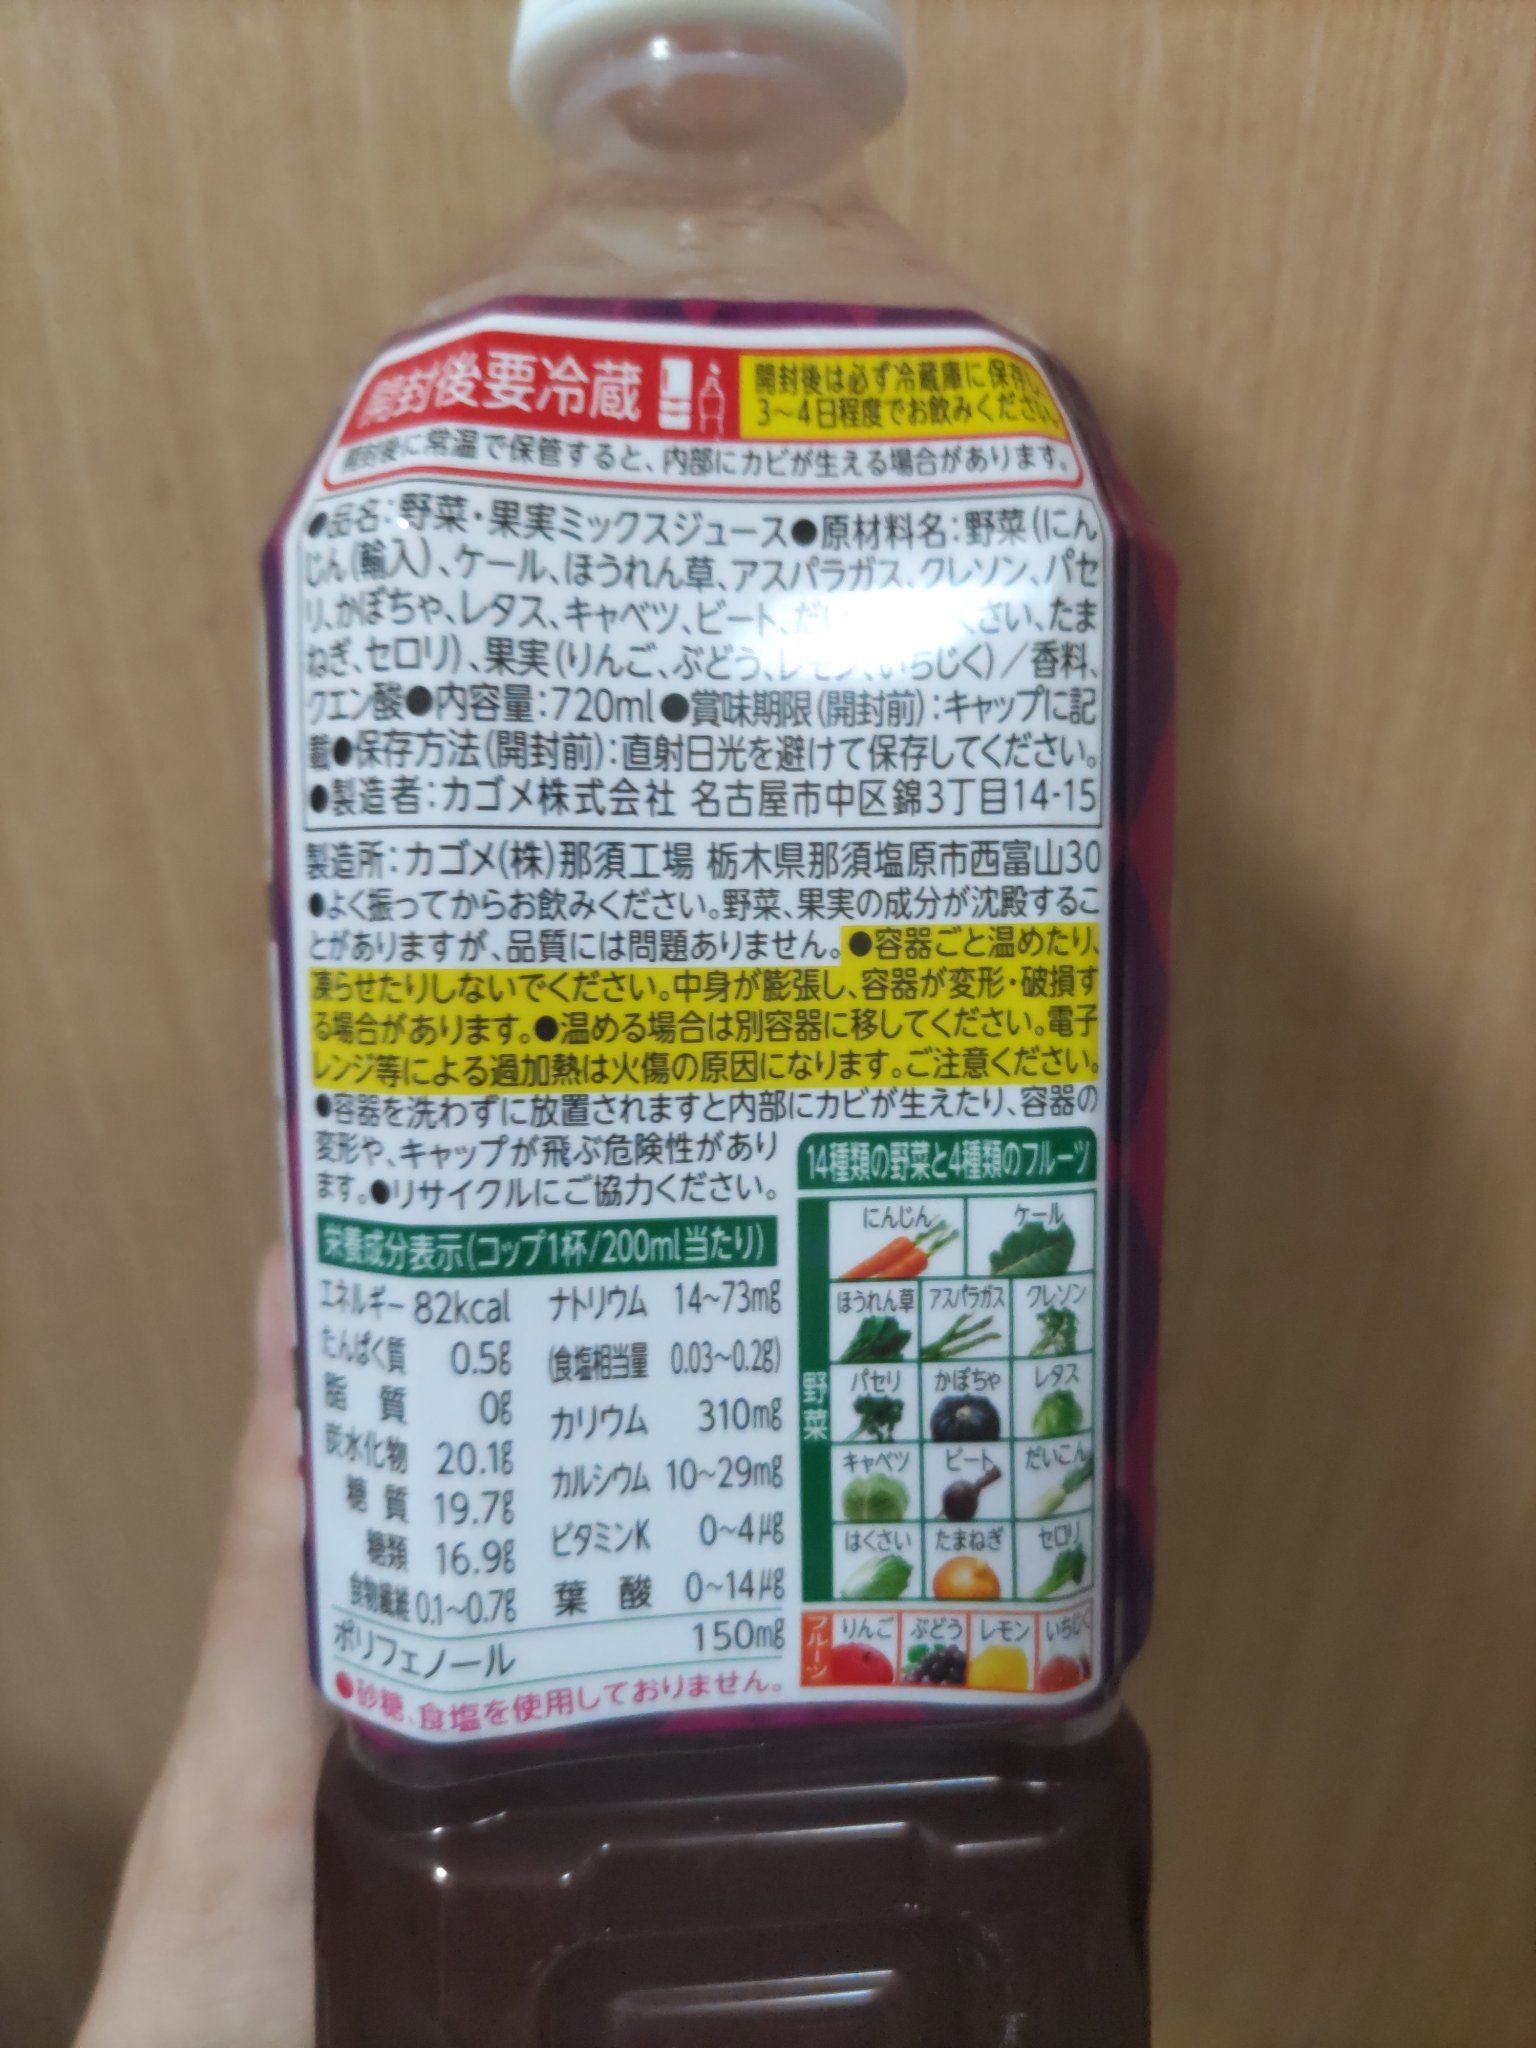 開封後要冷蔵
開封後は必ず冷蔵庫に保存し、
3～4日程度でお飲みください。
開封後に常温で保管すると、内部にカビが生える場合があります。
●品名：野菜・果実ミックスジュース●原材料名：野菜（にん
じん（輸入）、ケール、ほうれん草、アスパラガス、クレソン、パセ
リ、かぼちゃ、レタス、キャベツ、ビート、だい くさい、たま
ねぎ、セロリ）、果実（りんご、ぶどう、レモン、いちじく）／香料、
クエン酸●内容量：720ml●賞味期限（開封前）：キャップに記
載●保存方法（開封前）：直射日光を避けて保存してください。
●製造者：カゴメ株式会社 名古屋市中区錦3丁目14-15
製造所：カゴメ(株)那須工場 栃木県那須塩原市西富山30
●よく振ってからお飲みください。野菜、果実の成分が沈殿するこ
とがありますが、品質には問題ありません。●容器ごと温めたり、
凍らせたりしないでください。中身が膨張し、容器が変形・破損す
る場合があります。●温める場合は別容器に移してください。電子
レンジ等による過加熱は火傷の原因になります。ご注意ください。
●容器を洗わずに放置されますと内部にカビが生えたり、容器の
変形や、キャップが飛ぶ危険性があり
ます。●リサイクルにご協力ください。
栄養成分表示(コップ1杯/200ml当たり)
エネルギー 82kcal
たんぱく質 0.5g
脂質 0g
炭水化物 20.1g
糖質 19.7g
糖類 16.9g
食物繊維 0.1～0.7g
ナトリウム 14～73mg
(食塩相当量 0.03～0.2g)
カリウム 310mg
カルシウム 10～29mg
ビタミンK 0～4μg
葉酸 0～14μg
ポリフェノール 150mg
●砂糖、食塩を使用しておりません。
14種類の野菜と4種類のフルーツ
野菜
にんじん ケール
ほうれん草 アスパラガス クレソン
パセリ かぼちゃ レタス
キャベツ ビート だいこん
はくさい たまねぎ セロリ
フルーツ
りんご ぶどう レモン いちじく